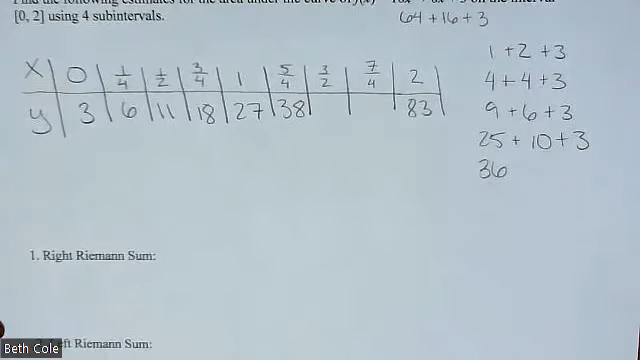 [0, 2] using 4 subintervals.
64 + 16 + 3
1 + 2 + 3
x 0 1/4 1/2 3/4 1 5/4 3/2 7/4 2
4 + 4 + 3
y 3 6 11 18 27 38 83
9 + 6 + 3
25 + 10 + 3
36
1. Right Riemann Sum:
Riemann Sum:
Beth Cole